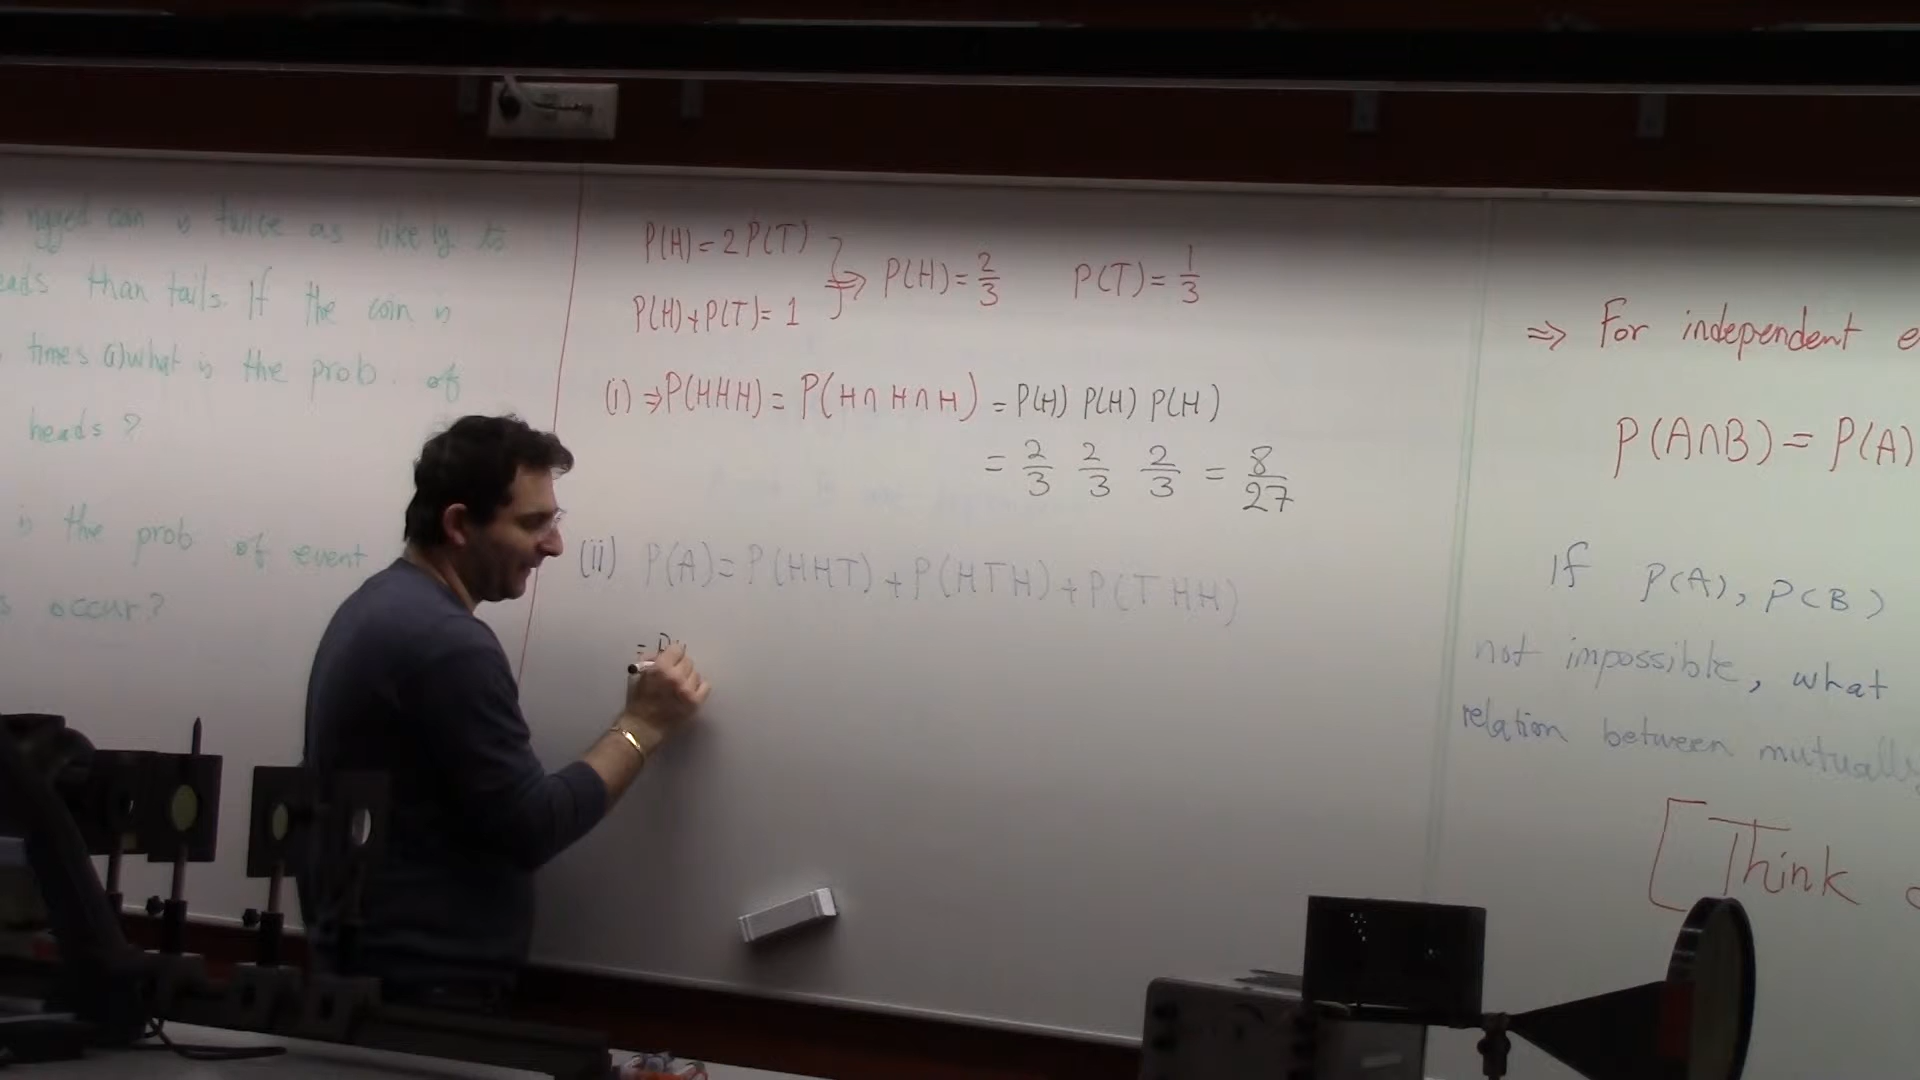 rigged coin is twice as likely to
heads than tails. If the coin is
times (i) what is the prob. of
heads?
is the prob of event
occur?
P(H) = 2P(T)
P(H)+P(T) = 1
⇒ P(H) = 2/3 P(T) = 1/3
(i) ⇒ P(HHH) = P(H∩H∩H) = P(H) P(H) P(H)
= 2/3 2/3 2/3 = 8/27
(ii) P(A) = P(HHT) + P(HTH) + P(THH)
= P
⇒ For independent e
P(A∩B) = P(A)
If P(A), P(B)
not impossible, what
relation between mutually
[Think